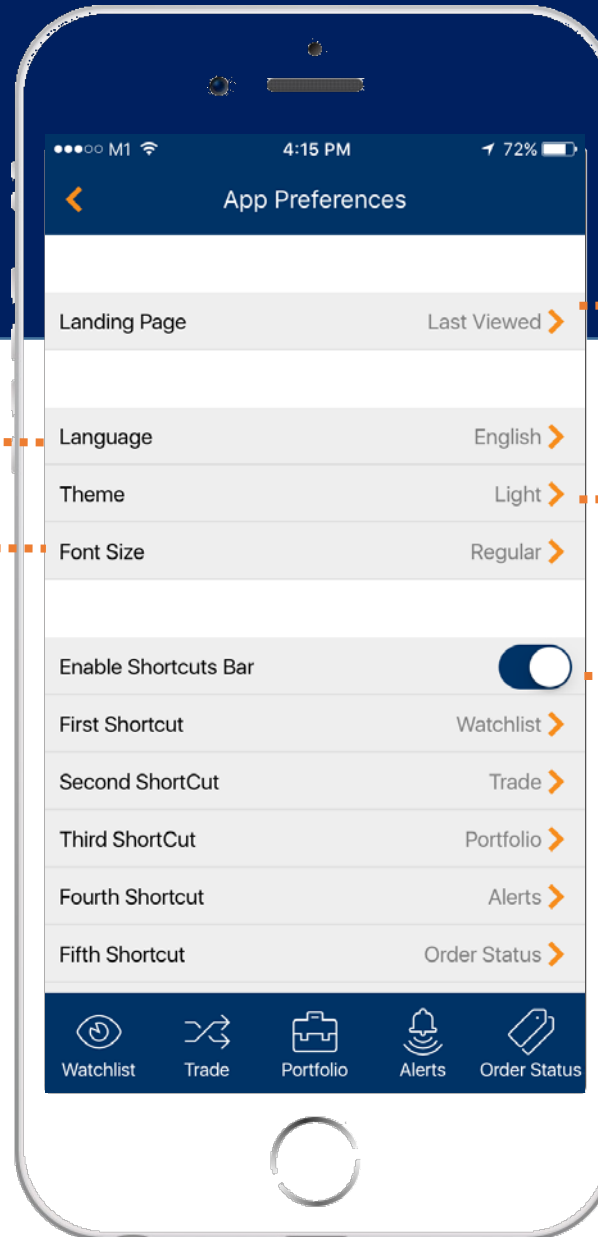 M1 4:15 PM 72%
App Preferences
Landing Page Last Viewed
Language English
Theme Light
Font Size Regular
Enable Shortcuts Bar
First Shortcut Watchlist
Second ShortCut Trade
Third ShortCut Portfolio
Fourth Shortcut Alerts
Fifth Shortcut Order Status
Watchlist Trade Portfolio Alerts Order Status